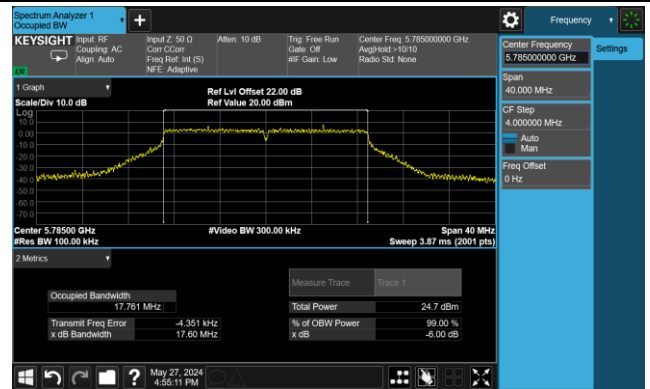 Spectrum Analyzer 1
Occupied BW
Frequency
KEYSIGHT
Input: RF
Coupling: AC
Align: Auto
Input Z: 50 Ω
Corr CCorr
Freq Ref: Int (S)
NFE: Adaptive
Atten: 10 dB
Trig: Free Run
Gate: Off
#IF Gain: Low
Center Freq: 5.785000000 GHz
Avg|Hold:>10/10
Radio Std: None
Center Frequency
5.785000000 GHz
Settings
Span
40.000 MHz
CF Step
4.000000 MHz
Auto
Man
Freq Offset
0 Hz
LW
1 Graph
Scale/Div 10.0 dB
Ref Lvl Offset 22.00 dB
Ref Value 20.00 dBm
Log
10.0
0.00
-10.0
-20.0
-30.0
-40.0
-50.0
-60.0
-70.0
Center 5.78500 GHz
#Res BW 100.00 kHz
#Video BW 300.00 kHz
Span 40 MHz
Sweep 3.87 ms (2001 pts)
2 Metrics
Measure Trace
Trace 1
Occupied Bandwidth
17.761 MHz
Total Power
24.7 dBm
Transmit Freq Error
-4.351 kHz
% of OBW Power
99.00 %
x dB Bandwidth
17.60 MHz
x dB
-6.00 dB
?
May 27, 2024
4:55:11 PM